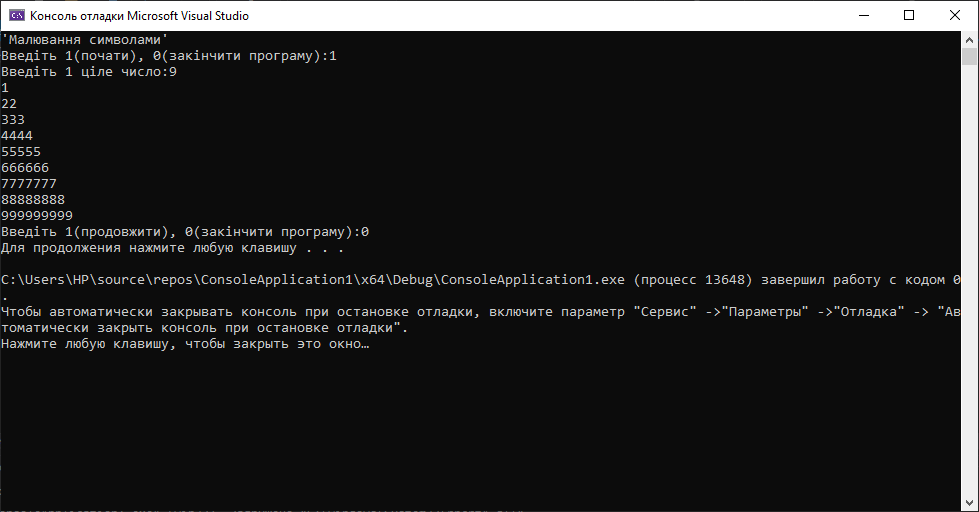 Консоль отладки Microsoft Visual Studio
'Малювання символами'
Введіть 1(почати), 0(закінчити програму):1
Введіть 1 ціле число:9
1
22
333
4444
55555
666666
7777777
88888888
999999999
Введіть 1(продовжити), 0(закінчити програму):0
Для продолжения нажмите любую клавишу . . .
C:\Users\HP\source\repos\ConsoleApplication1\x64\Debug\ConsoleApplication1.exe (процесс 13648) завершил работу с кодом 0
.
Чтобы автоматически закрывать консоль при остановке отладки, включите параметр "Сервис" ->"Параметры" ->"Отладка" -> "Ав
томатически закрыть консоль при остановке отладки".
Нажмите любую клавишу, чтобы закрыть это окно…